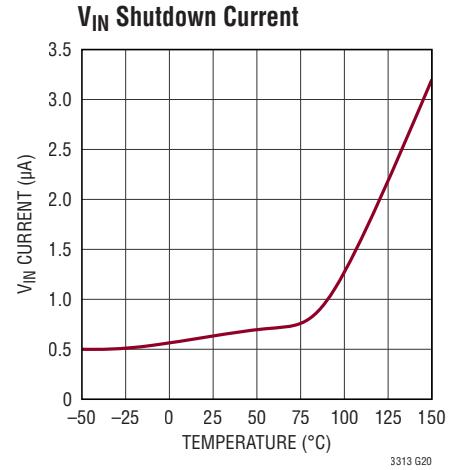 VIN Shutdown Current
3.5
3.0
2.5
2.0
1.5
1.0
0.5
0
VIN CURRENT (µA)
–50 –25 0 25 50 75 100 125 150
TEMPERATURE (°C)
3313 G20